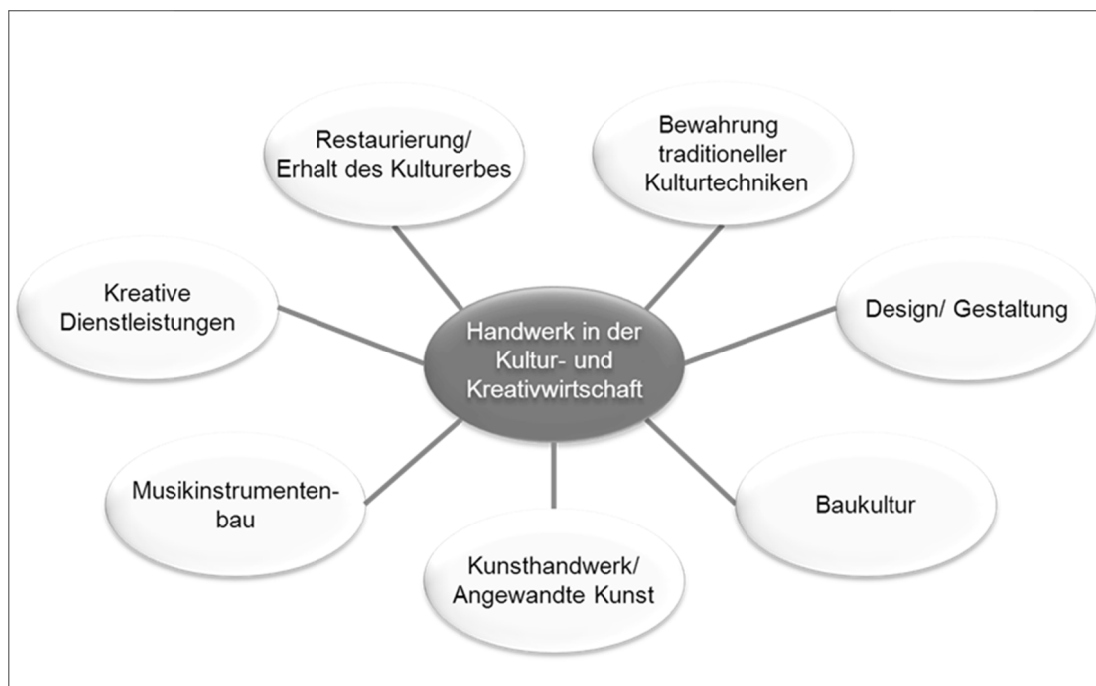 Restaurierung/
Erhalt des Kulturerbes
Bewahrung
traditioneller
Kulturtechniken
Kreative
Dienstleistungen
Handwerk in der
Kultur- und
Kreativwirtschaft
Design/ Gestaltung
Musikinstrumenten-
bau
Kunsthandwerk/
Angewandte Kunst
Baukultur